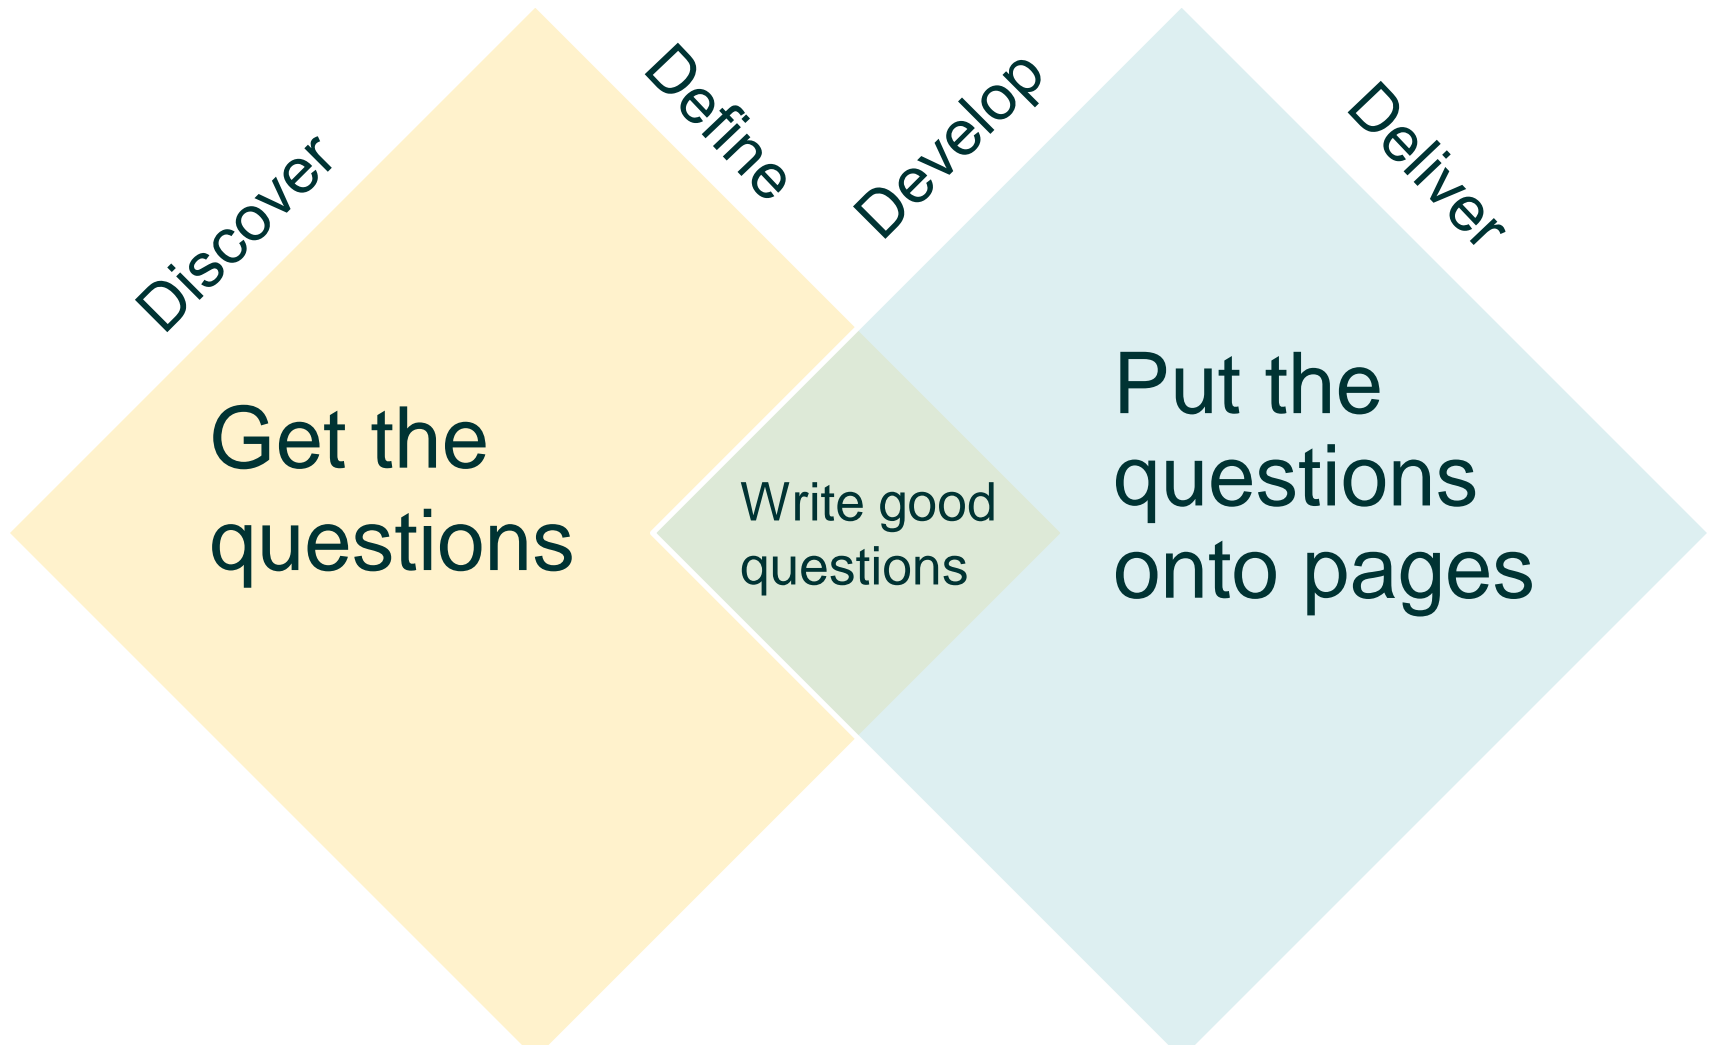 Discover
Define
Develop
Deliver
Get the
questions
Write good
questions
Put the
questions
onto pages